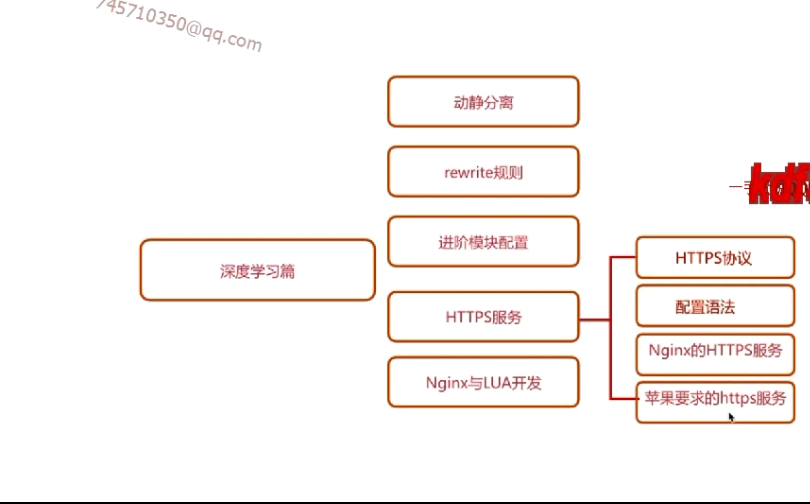 745710350@qq.com
动静分离
rewrite规则
进阶模块配置
深度学习篇
HTTPS服务
Nginx与LUA开发
HTTPS协议
配置语法
Nginx的HTTPS服务
苹果要求的https服务